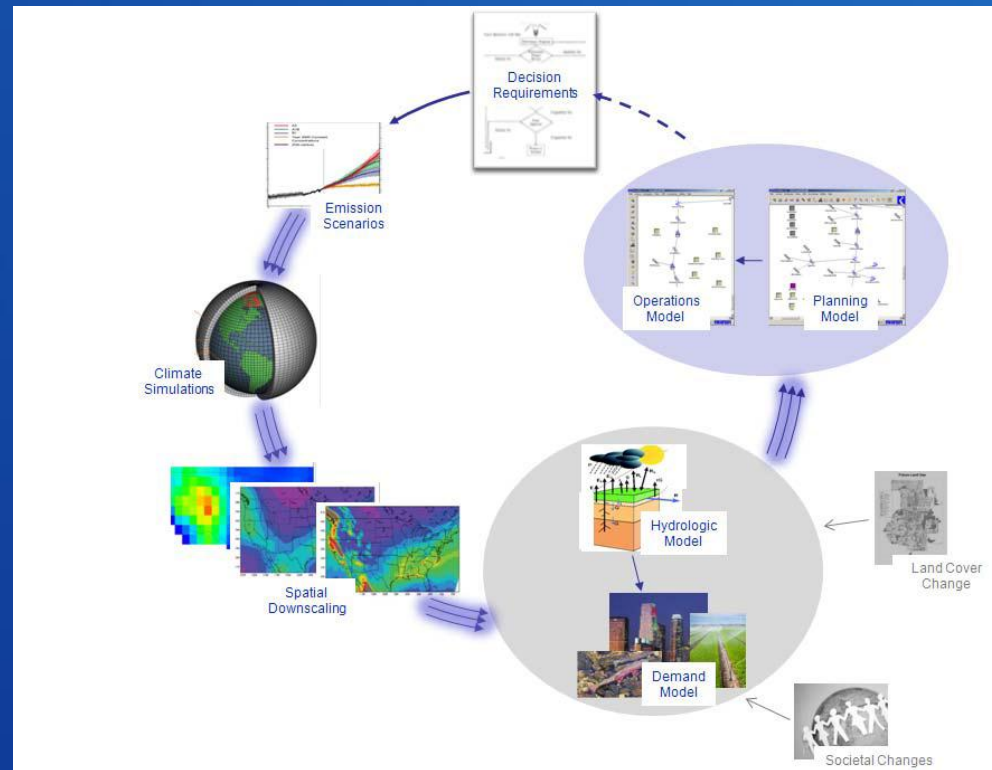 Decision
Requirements
Emission
Scenarios
Operations
Model
Planning
Model
Climate
Simulations
Hydrologic
Model
Land Cover
Change
Spatial
Downscaling
Demand
Model
Societal Changes